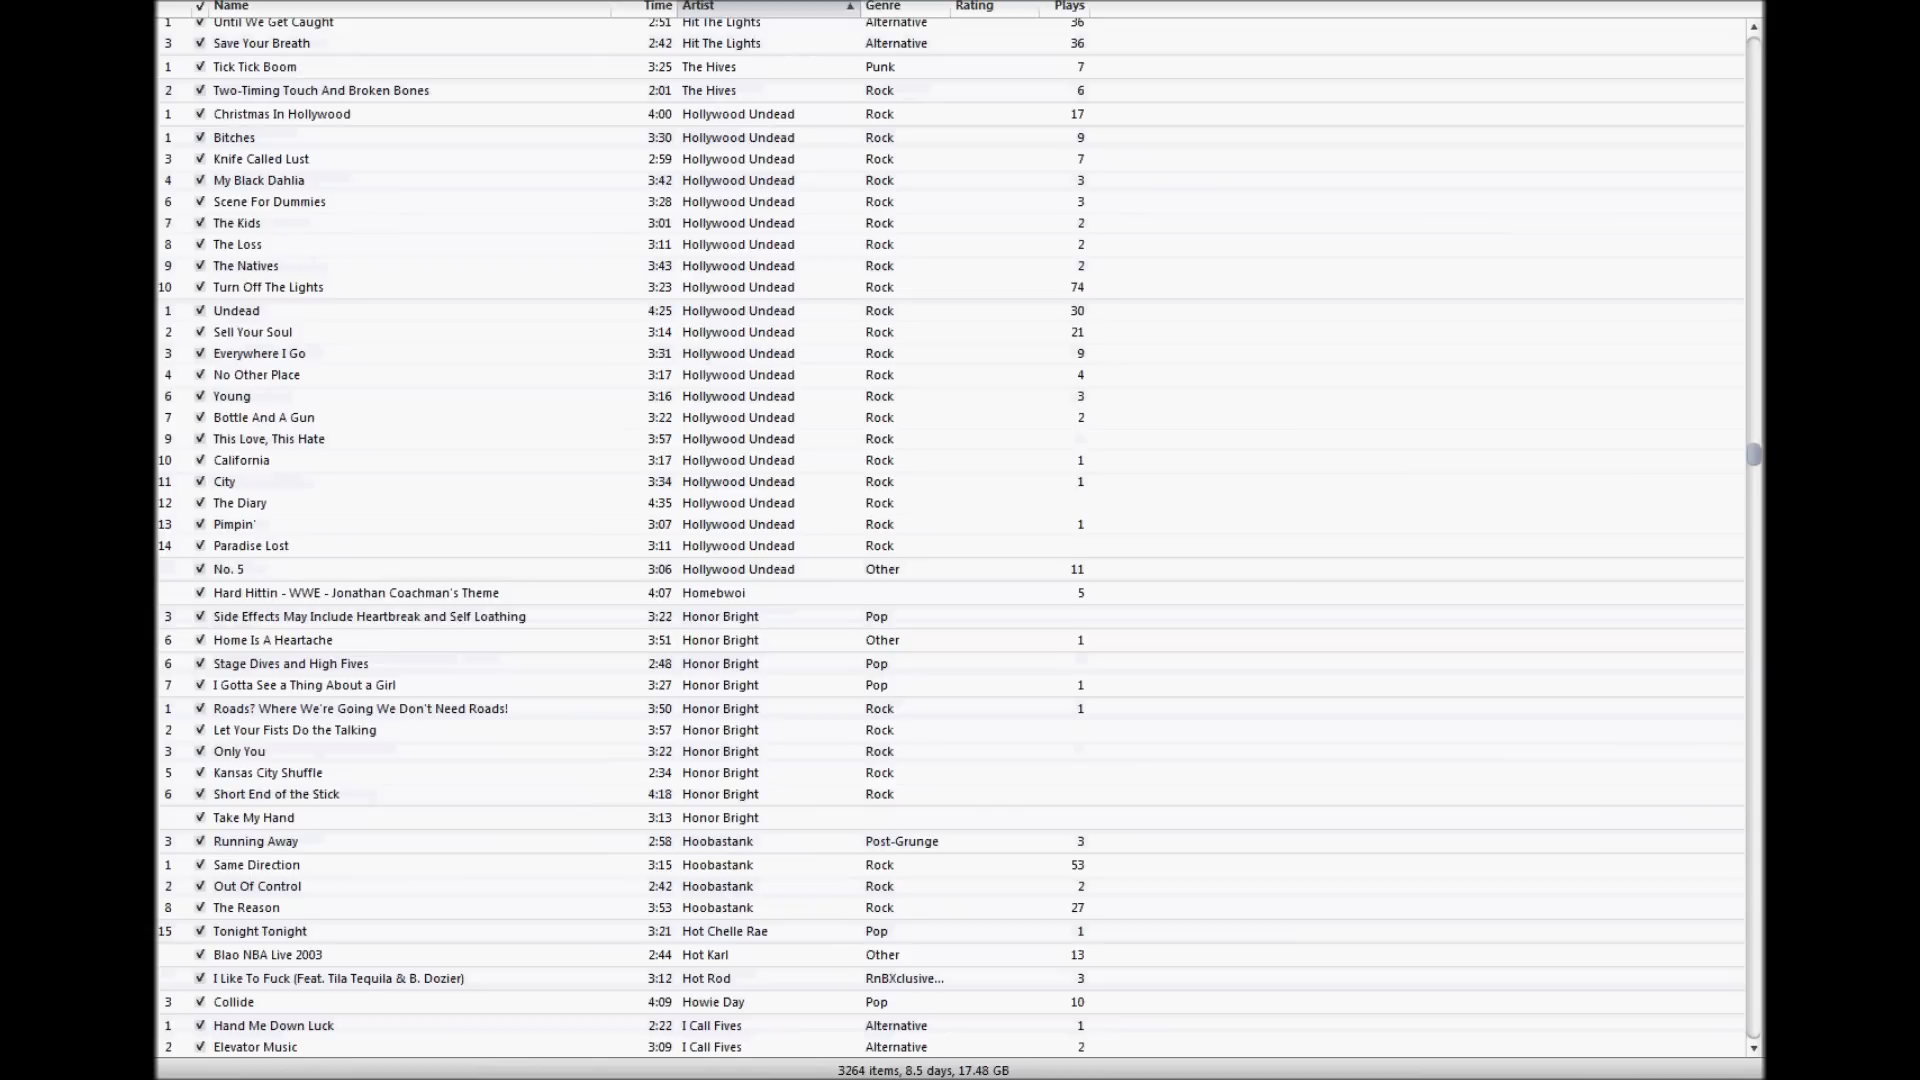 ✓ Name Time Artist ▲ Genre Rating Plays
1 ✓ Until We Get Caught 2:51 Hit The Lights Alternative 36
3 ✓ Save Your Breath 2:42 Hit The Lights Alternative 36
1 ✓ Tick Tick Boom 3:25 The Hives Punk 7
2 ✓ Two-Timing Touch And Broken Bones 2:01 The Hives Rock 6
1 ✓ Christmas In Hollywood 4:00 Hollywood Undead Rock 17
1 ✓ Bitches 3:30 Hollywood Undead Rock 9
3 ✓ Knife Called Lust 2:59 Hollywood Undead Rock 7
4 ✓ My Black Dahlia 3:42 Hollywood Undead Rock 3
6 ✓ Scene For Dummies 3:28 Hollywood Undead Rock 3
7 ✓ The Kids 3:01 Hollywood Undead Rock 2
8 ✓ The Loss 3:11 Hollywood Undead Rock 2
9 ✓ The Natives 3:43 Hollywood Undead Rock 2
10 ✓ Turn Off The Lights 3:23 Hollywood Undead Rock 74
1 ✓ Undead 4:25 Hollywood Undead Rock 30
2 ✓ Sell Your Soul 3:14 Hollywood Undead Rock 21
3 ✓ Everywhere I Go 3:31 Hollywood Undead Rock 9
4 ✓ No Other Place 3:17 Hollywood Undead Rock 4
6 ✓ Young 3:16 Hollywood Undead Rock 3
7 ✓ Bottle And A Gun 3:22 Hollywood Undead Rock 2
9 ✓ This Love, This Hate 3:57 Hollywood Undead Rock
10 ✓ California 3:17 Hollywood Undead Rock 1
11 ✓ City 3:34 Hollywood Undead Rock 1
12 ✓ The Diary 4:35 Hollywood Undead Rock
13 ✓ Pimpin' 3:07 Hollywood Undead Rock 1
14 ✓ Paradise Lost 3:11 Hollywood Undead Rock
✓ No. 5 3:06 Hollywood Undead Other 11
✓ Hard Hittin - WWE - Jonathan Coachman's Theme 4:07 Homebwoi 5
3 ✓ Side Effects May Include Heartbreak and Self Loathing 3:22 Honor Bright Pop
6 ✓ Home Is A Heartache 3:51 Honor Bright Other 1
6 ✓ Stage Dives and High Fives 2:48 Honor Bright Pop
7 ✓ I Gotta See a Thing About a Girl 3:27 Honor Bright Pop 1
1 ✓ Roads? Where We're Going We Don't Need Roads! 3:50 Honor Bright Rock 1
2 ✓ Let Your Fists Do the Talking 3:57 Honor Bright Rock
3 ✓ Only You 3:22 Honor Bright Rock
5 ✓ Kansas City Shuffle 2:34 Honor Bright Rock
6 ✓ Short End of the Stick 4:18 Honor Bright Rock
✓ Take My Hand 3:13 Honor Bright
3 ✓ Running Away 2:58 Hoobastank Post-Grunge 3
1 ✓ Same Direction 3:15 Hoobastank Rock 53
2 ✓ Out Of Control 2:42 Hoobastank Rock 2
8 ✓ The Reason 3:53 Hoobastank Rock 27
15 ✓ Tonight Tonight 3:21 Hot Chelle Rae Pop 1
✓ Blao NBA Live 2003 2:44 Hot Karl Other 13
✓ I Like To Fuck (Feat. Tila Tequila & B. Dozier) 3:12 Hot Rod RnBXclusive... 3
3 ✓ Collide 4:09 Howie Day Pop 10
1 ✓ Hand Me Down Luck 2:22 I Call Fives Alternative 1
2 ✓ Elevator Music 3:09 I Call Fives Alternative 2
3264 items, 8.5 days, 17.48 GB